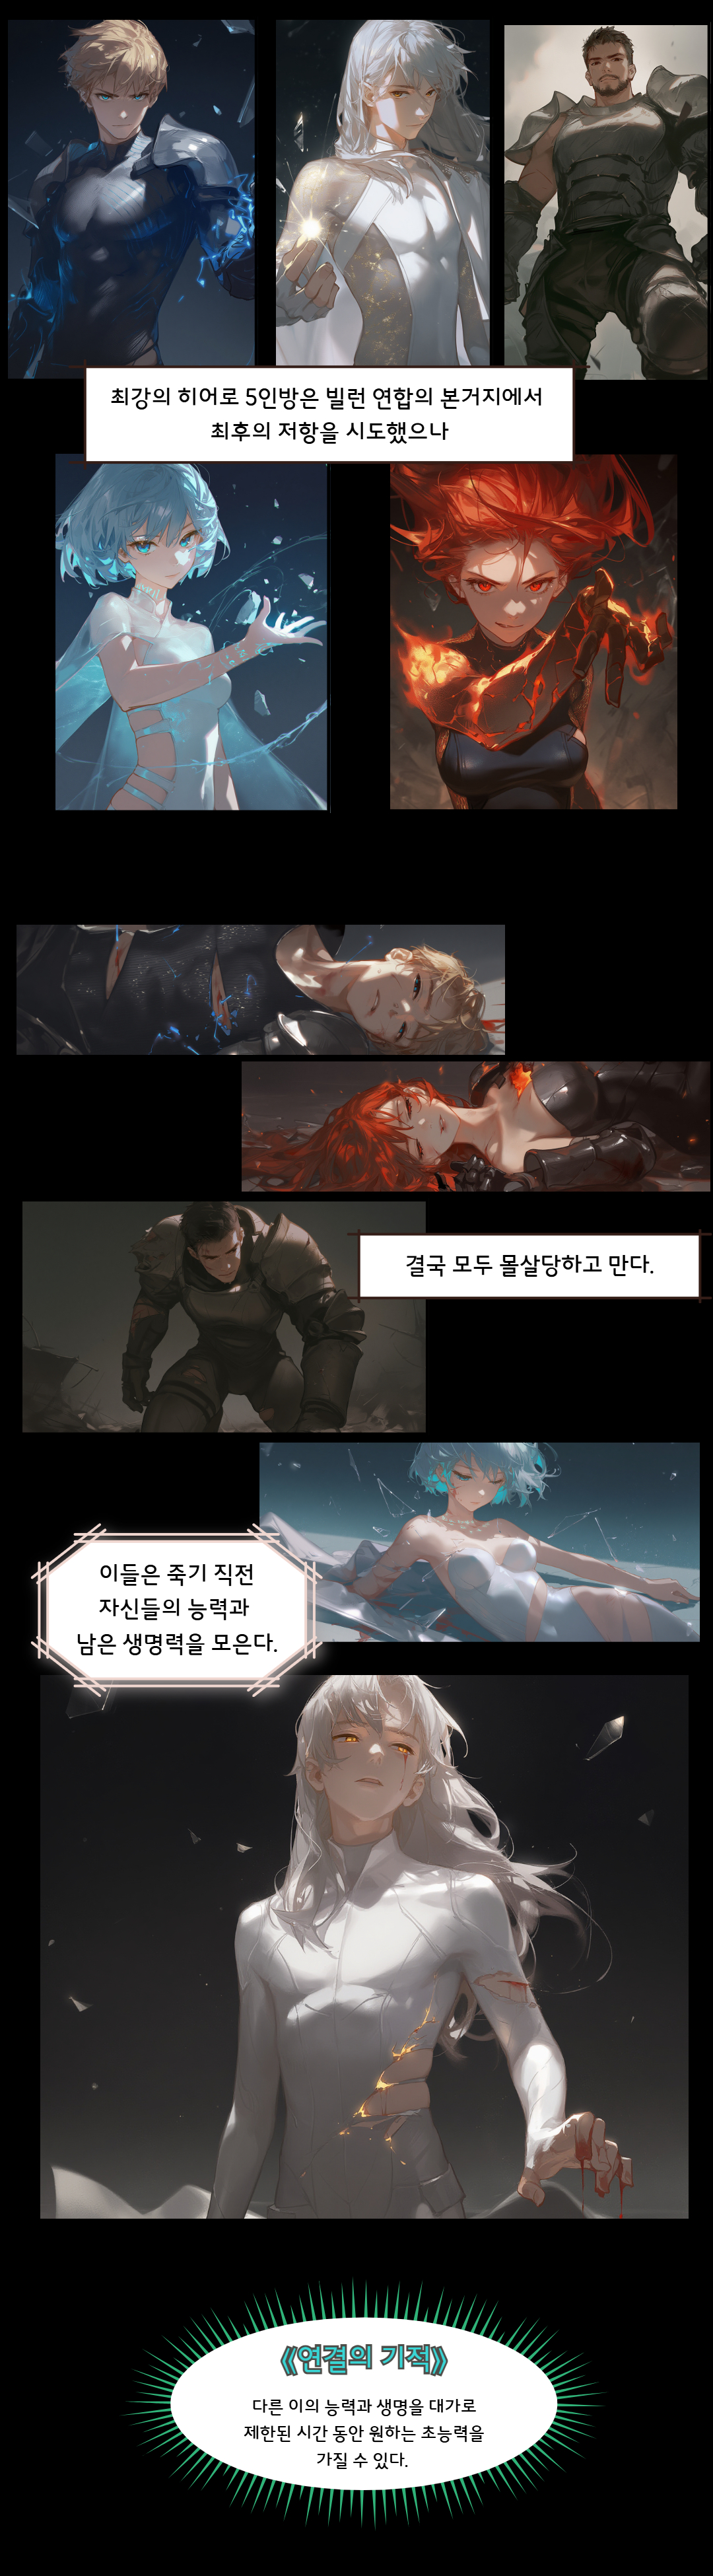 최강의 히어로 5인방은 빌런 연합의 본거지에서
최후의 저항을 시도했으나
결국 모두 몰살당하고 만다.
이들은 죽기 직전
자신들의 능력과
남은 생명력을 모은다.
《연결의 기적》
다른 이의 능력과 생명을 대가로
제한된 시간 동안 원하는 초능력을
가질 수 있다.